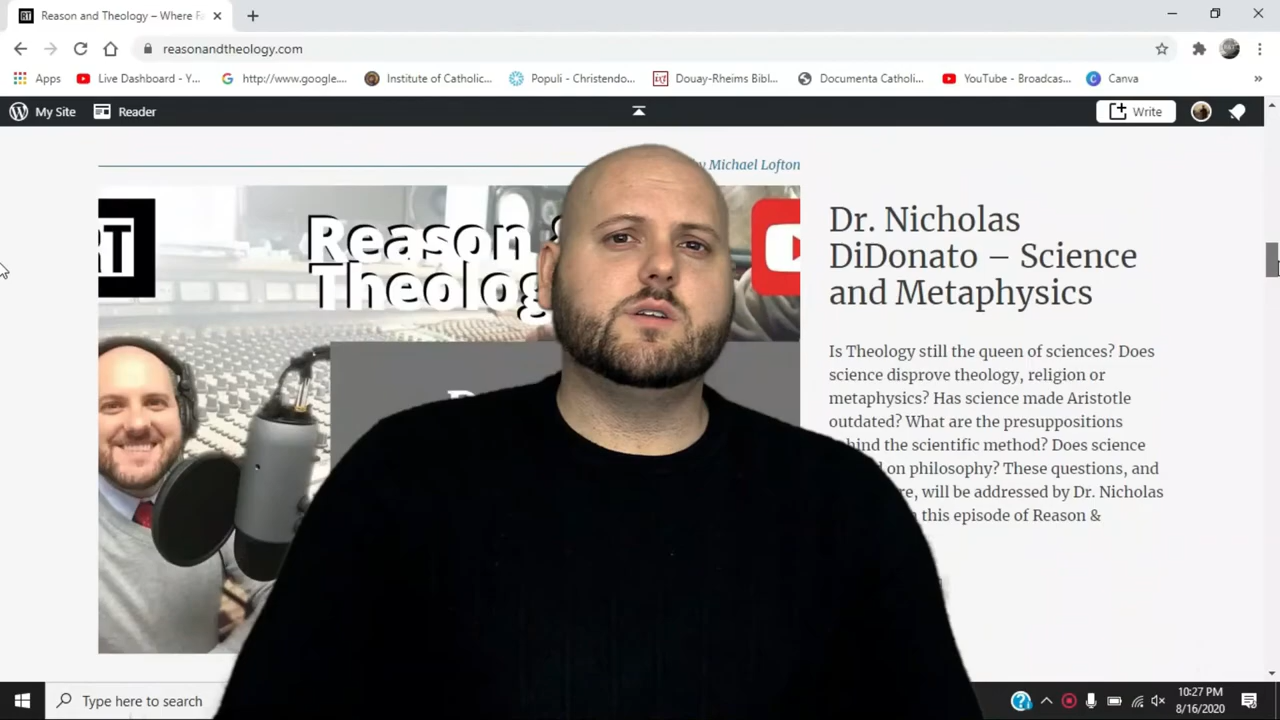 RT Reason and Theology – Where F
reasonandtheology.com
Apps
Live Dashboard - Y...
http://www.google....
Institute of Catholic...
Populi - Christendo...
Douay-Rheims Bibl...
Documenta Catholi...
YouTube - Broadcas...
Canva
»
My Site
Reader
Write
by Michael Lofton
RT
Reason
Theolog
Dr. Nicholas
DiDonato – Science
and Metaphysics
Is Theology still the queen of sciences? Does
science disprove theology, religion or
metaphysics? Has science made Aristotle
outdated? What are the presuppositions
behind the scientific method? Does science
on philosophy? These questions, and
will be addressed by Dr. Nicholas
this episode of Reason &
Type here to search
10:27 PM
8/16/2020